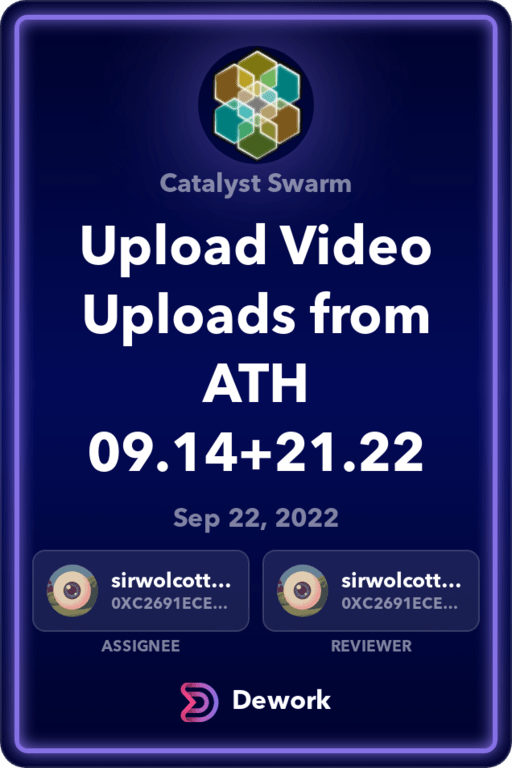 Catalyst Swarm
Upload Video
Uploads from
ATH
09.14+21.22
Sep 22, 2022
sirwolcott...
0XC2691ECE...
ASSIGNEE
sirwolcott...
0XC2691ECE...
REVIEWER
Dework